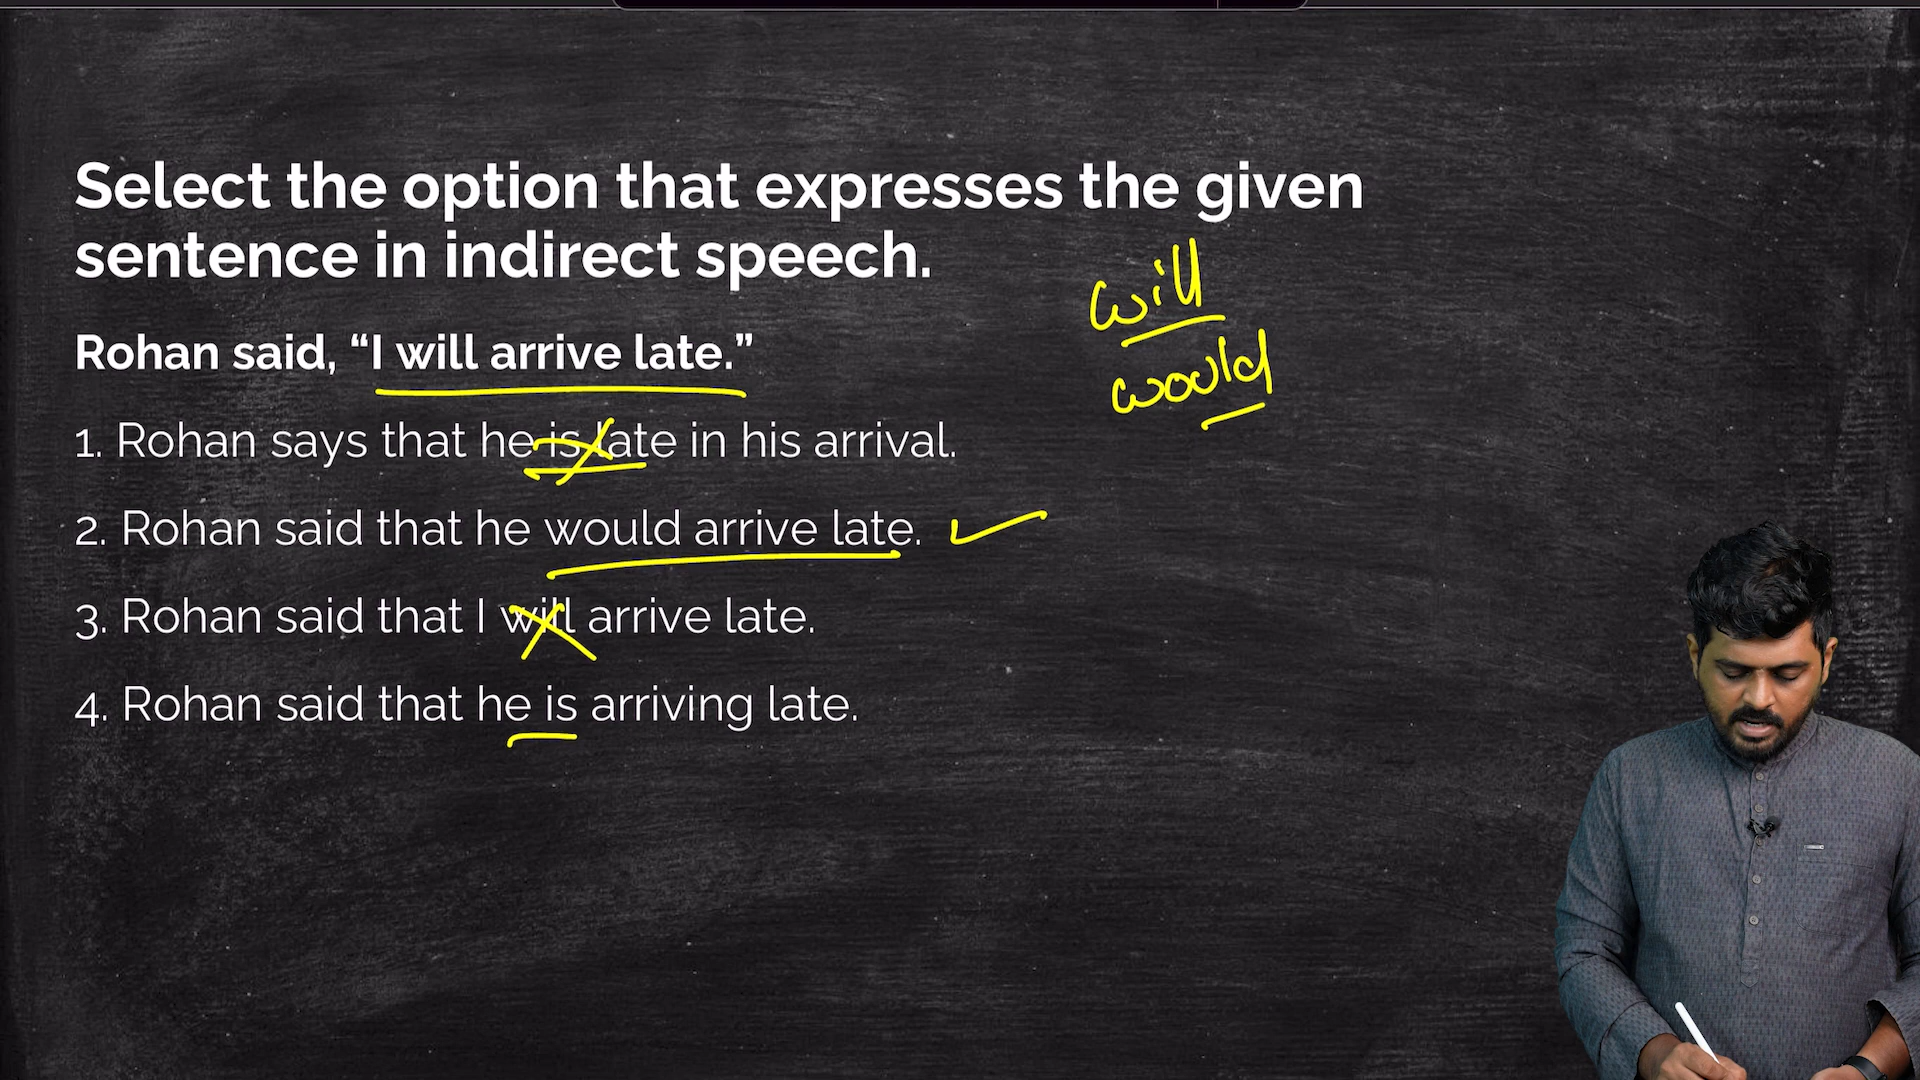 Select the option that expresses the given
sentence in indirect speech.
will
would
Rohan said, “I will arrive late.”
1. Rohan says that he is late in his arrival.
2. Rohan said that he would arrive late.
3. Rohan said that I will arrive late.
4. Rohan said that he is arriving late.